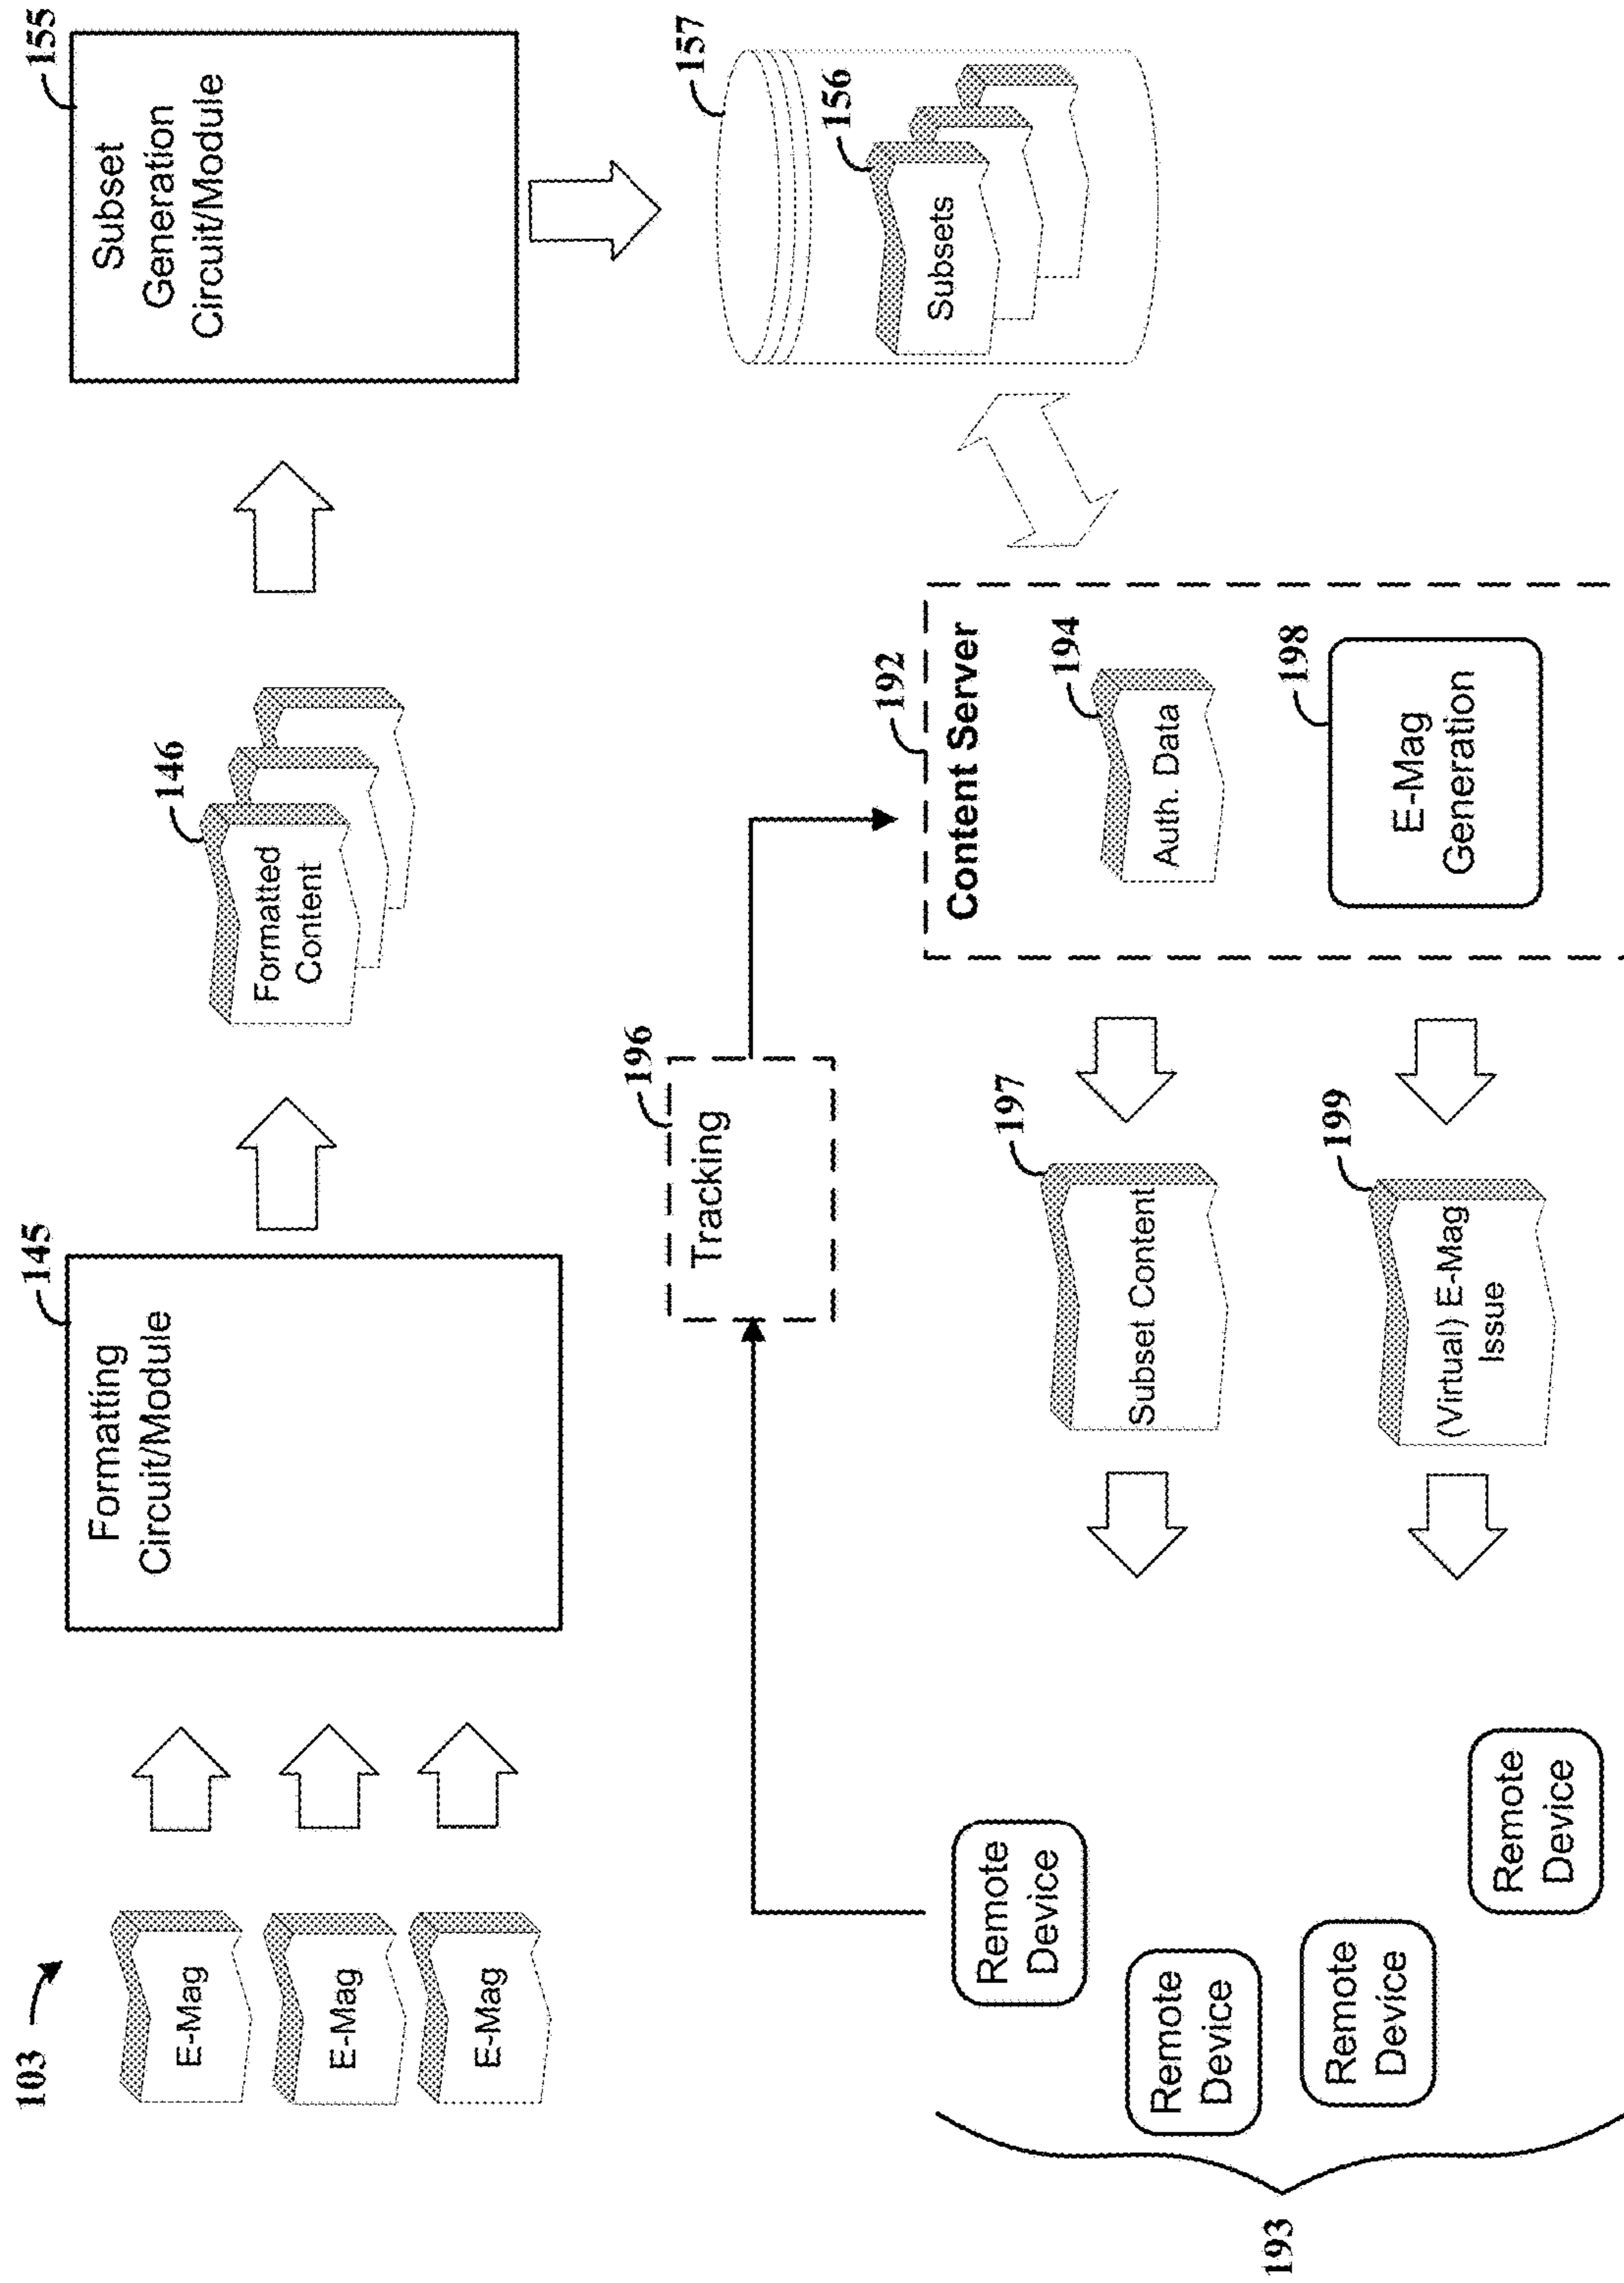 103
E-Mag
E-Mag
E-Mag
145
Formatting
Circuit/Module
146
Formatted
Content
155
Subset
Generation
Circuit/Module
157
156
Subsets
196
Tracking
192
Content Server
194
Auth. Data
198
E-Mag
Generation
197
Subset Content
199
(Virtual) E-Mag
Issue
193
Remote
Device
Remote
Device
Remote
Device
Remote
Device